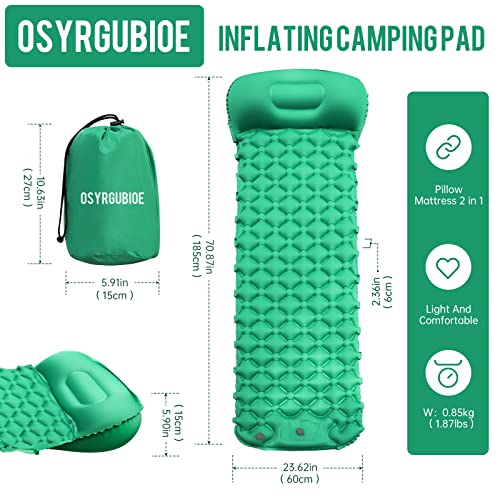 OSYRGUBIOE
INFLATING CAMPING PAD
OSYRGUBIOE
10.63in
(27cm)
5.91in
(15cm)
70.87in
(185cm)
2.36in
(6cm)
Pillow
Mattress 2 in 1
Light And
Comfortable
W: 0.85kg
(1.87lbs)
(15cm)
5.90in
23.62in
(60cm)